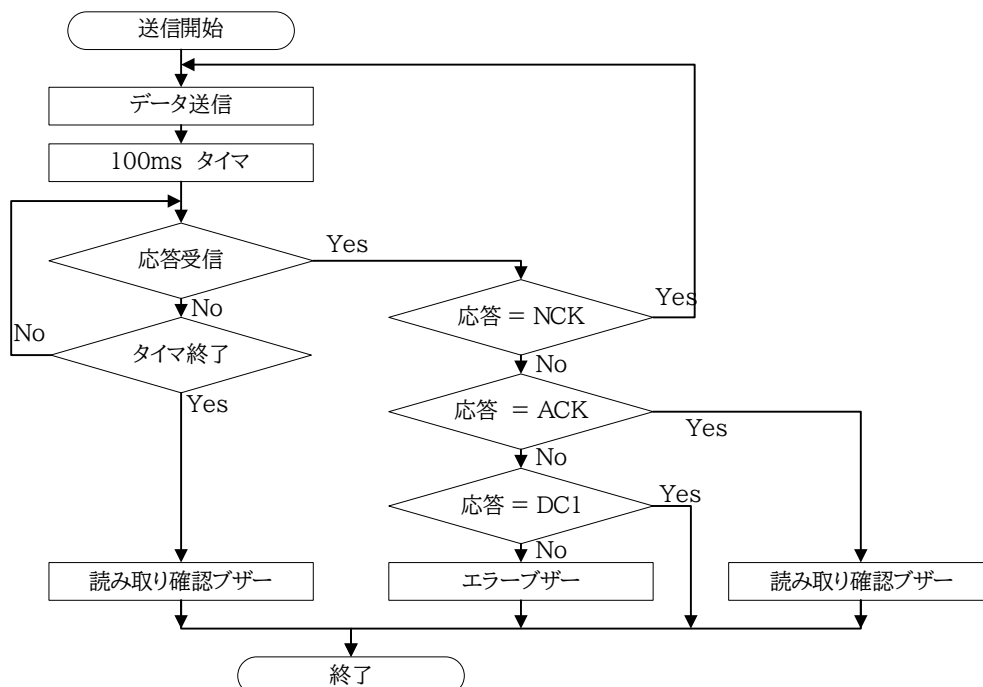 送信開始
データ送信
100ms タイマ
応答受信
Yes
No
タイマ終了
No
Yes
応答 = NCK
Yes
No
応答 = ACK
Yes
No
応答 = DC1
Yes
No
読み取り確認ブザー
エラーブザー
読み取り確認ブザー
終了